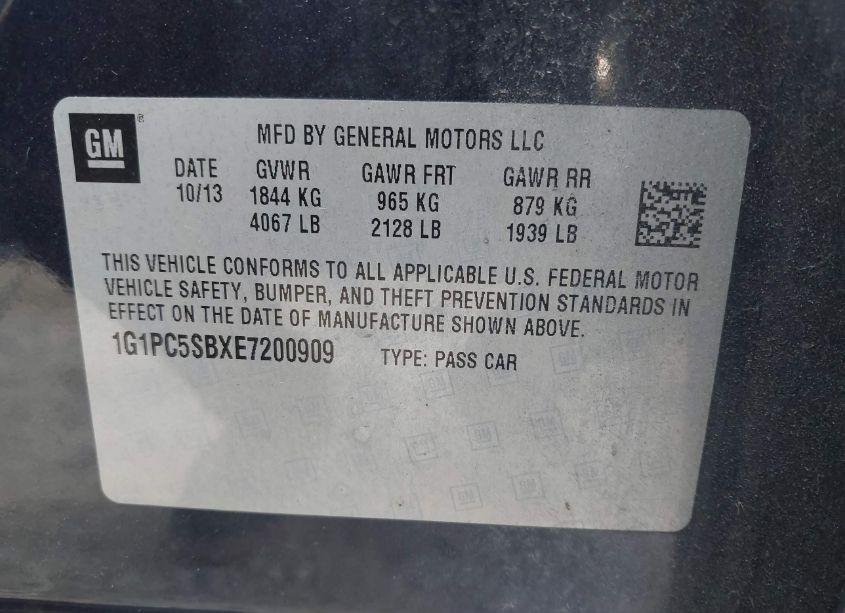 GM®
MFD BY GENERAL MOTORS LLC
DATE GVWR GAWR FRT GAWR RR
10/13 1844 KG 965 KG 879 KG
4067 LB 2128 LB 1939 LB
THIS VEHICLE CONFORMS TO ALL APPLICABLE U.S. FEDERAL MOTOR
VEHICLE SAFETY, BUMPER, AND THEFT PREVENTION STANDARDS IN
EFFECT ON THE DATE OF MANUFACTURE SHOWN ABOVE.
1G1PC5SBXE7200909 TYPE: PASS CAR